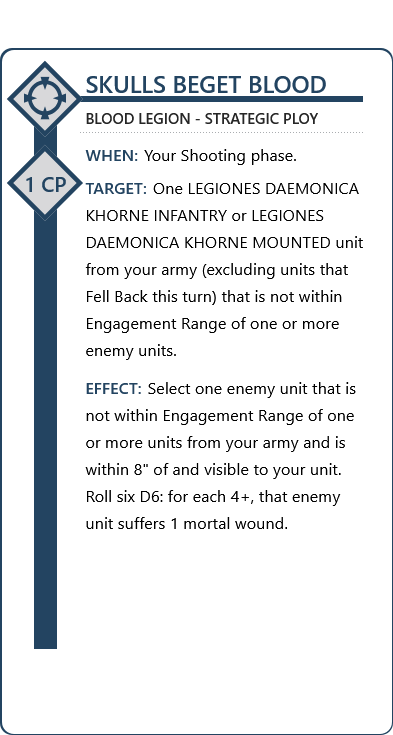 SKULLS BEGET BLOOD
BLOOD LEGION - STRATEGIC PLOY
1 CP
WHEN: Your Shooting phase.
TARGET: One LEGIONES DAEMONICA
KHORNE INFANTRY or LEGIONES
DAEMONICA KHORNE MOUNTED unit
from your army (excluding units that
Fell Back this turn) that is not within
Engagement Range of one or more
enemy units.
EFFECT: Select one enemy unit that is
not within Engagement Range of one
or more units from your army and is
within 8" of and visible to your unit.
Roll six D6: for each 4+, that enemy
unit suffers 1 mortal wound.